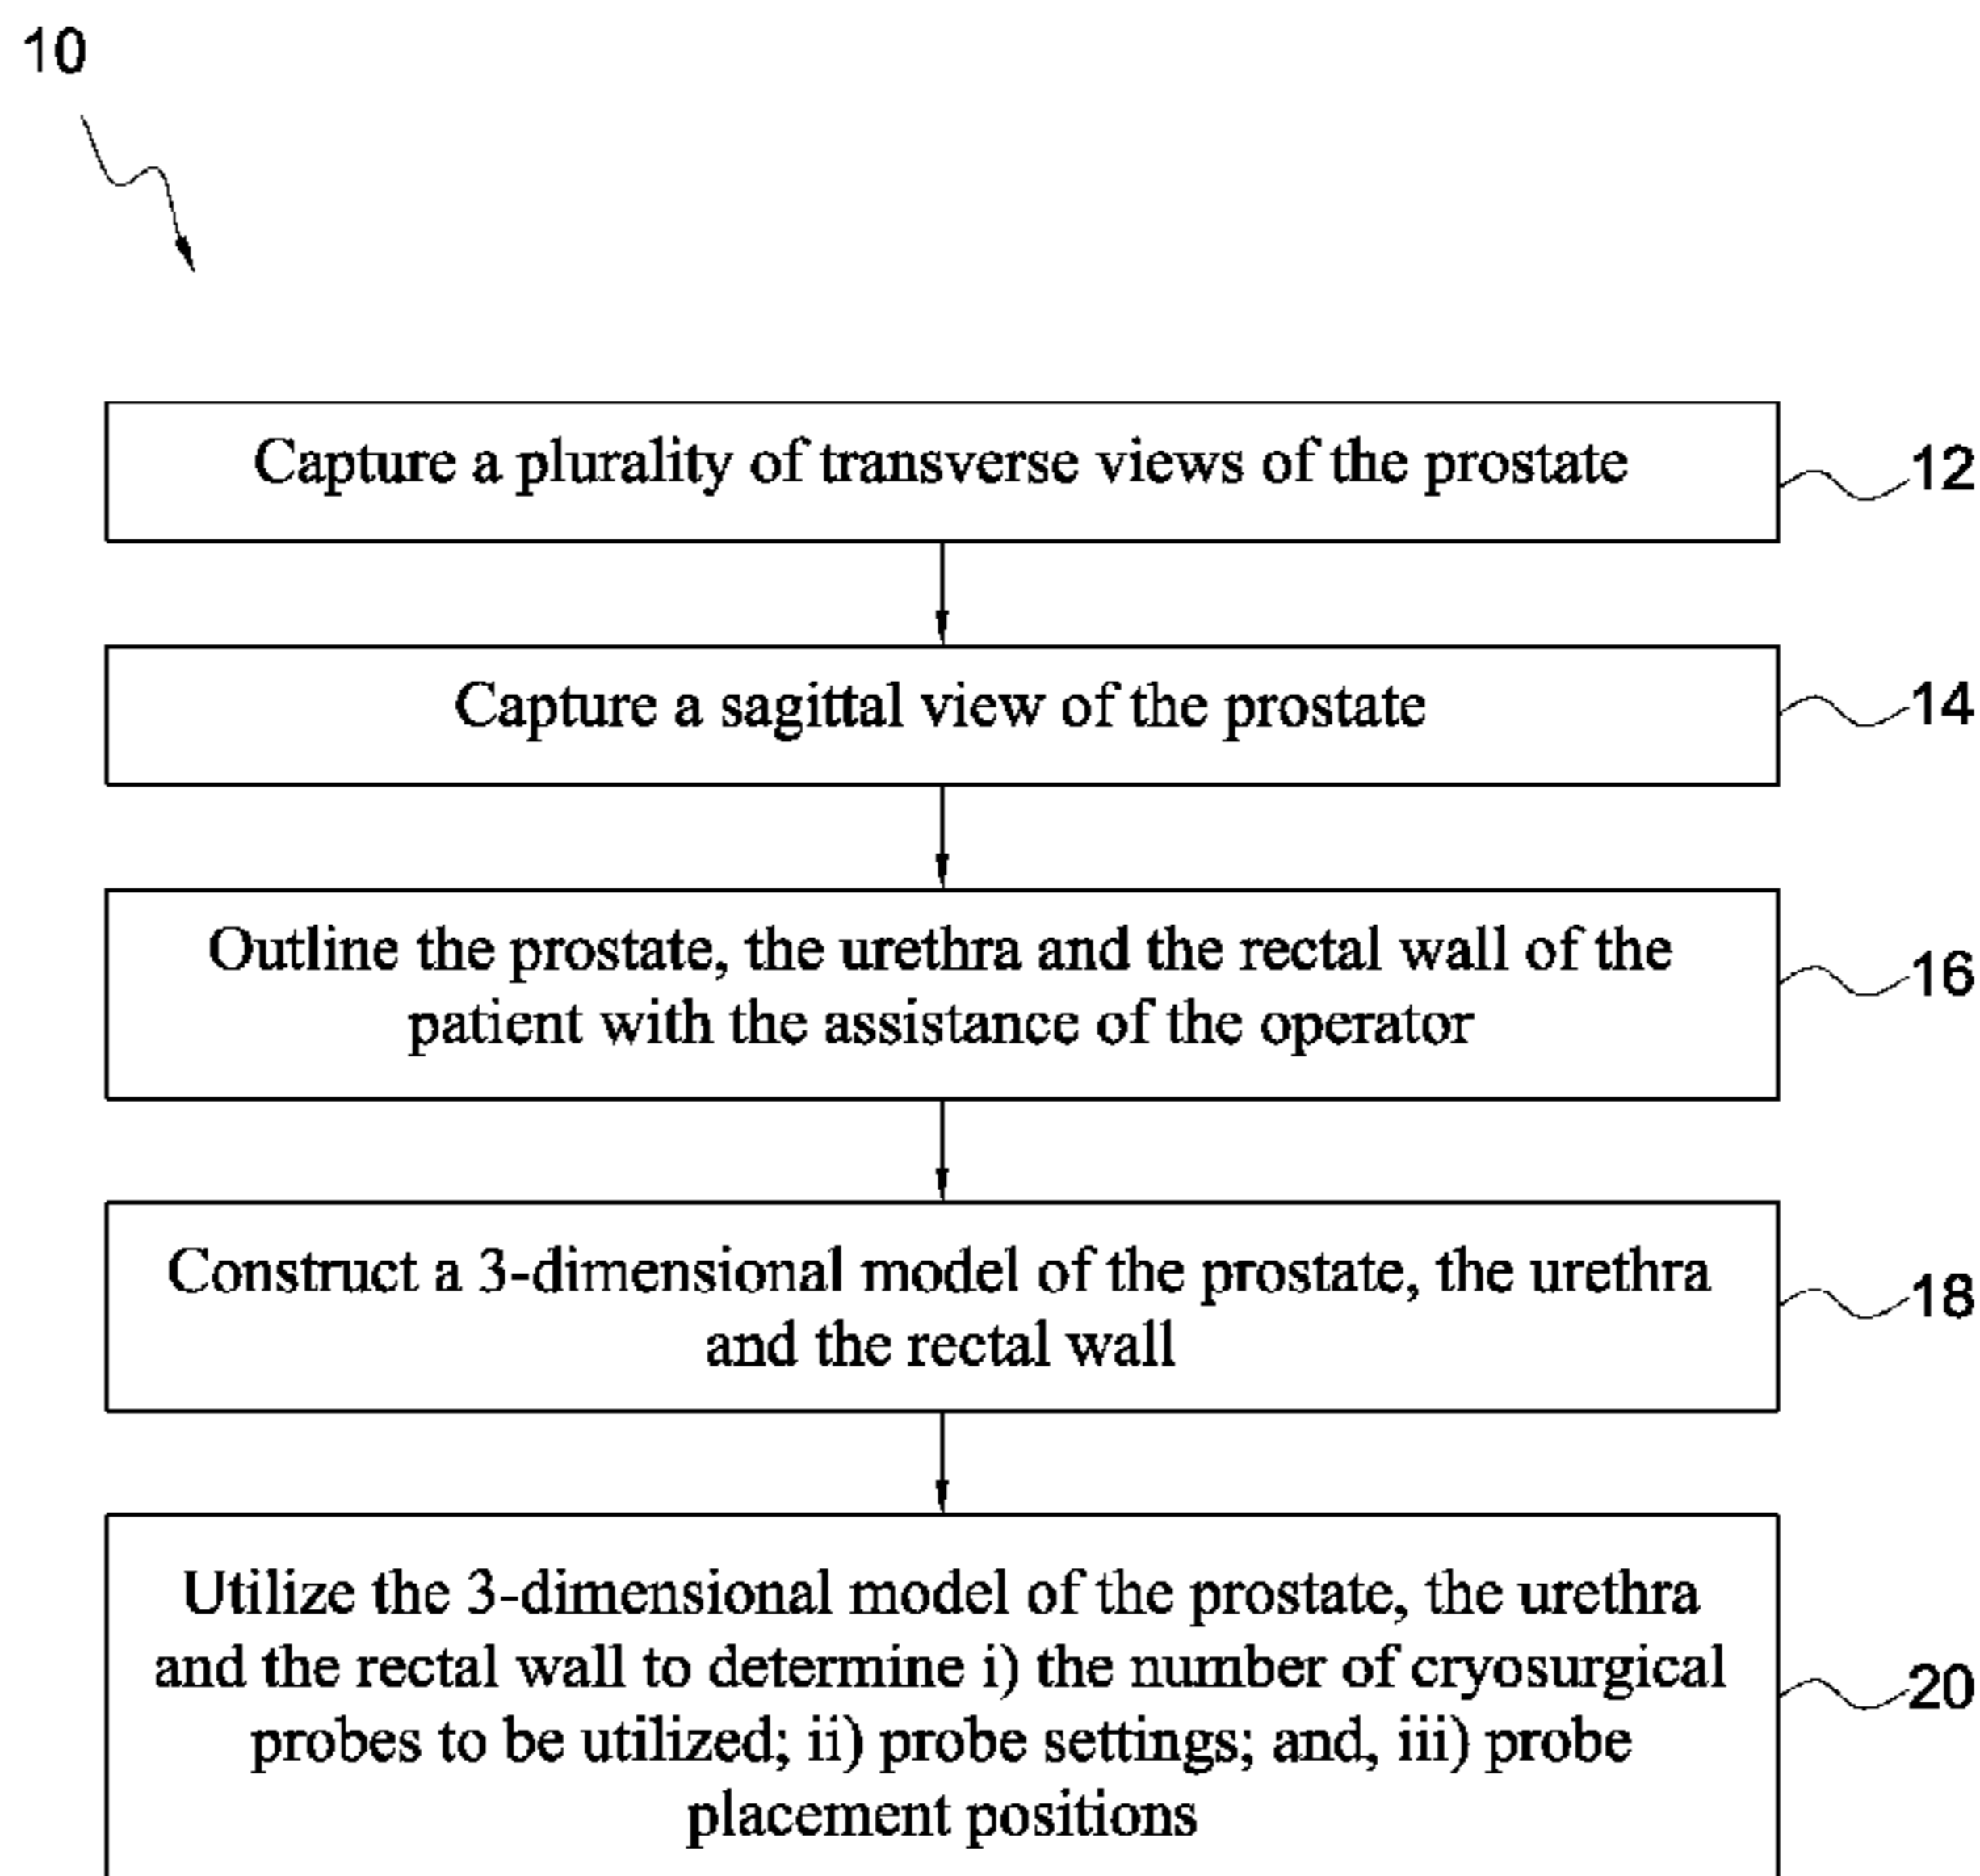 10
Capture a plurality of transverse views of the prostate
12
Capture a sagittal view of the prostate
14
Outline the prostate, the urethra and the rectal wall of the
patient with the assistance of the operator
16
Construct a 3-dimensional model of the prostate, the urethra
and the rectal wall
18
Utilize the 3-dimensional model of the prostate, the urethra
and the rectal wall to determine i) the number of cryosurgical
probes to be utilized; ii) probe settings; and, iii) probe
placement positions
20